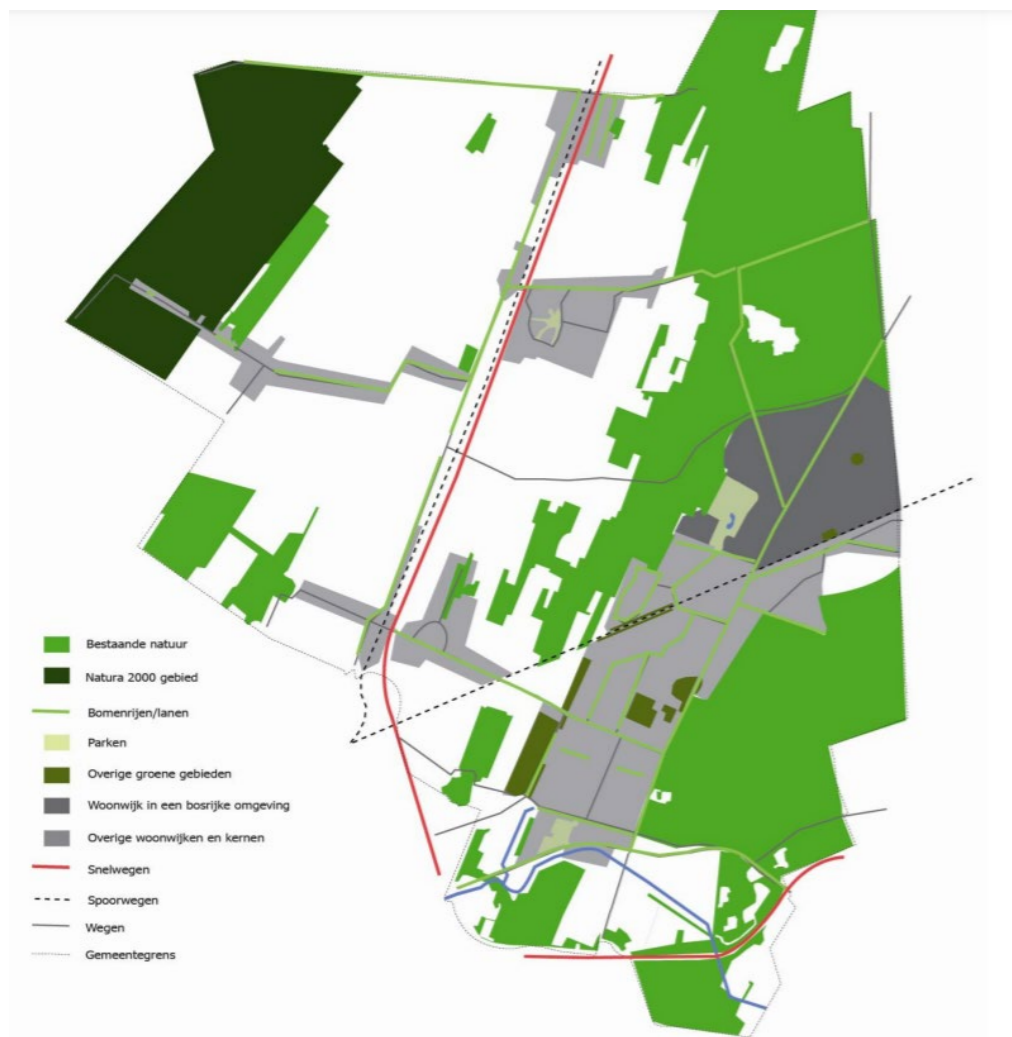 Bestaande natuur
Natura 2000 gebied
Bomenrijen/lanen
Parken
Overige groene gebieden
Woonwijk in een bosrijke omgeving
Overige woonwijken en kernen
Snelwegen
Spoorwegen
Wegen
Gemeentegrens